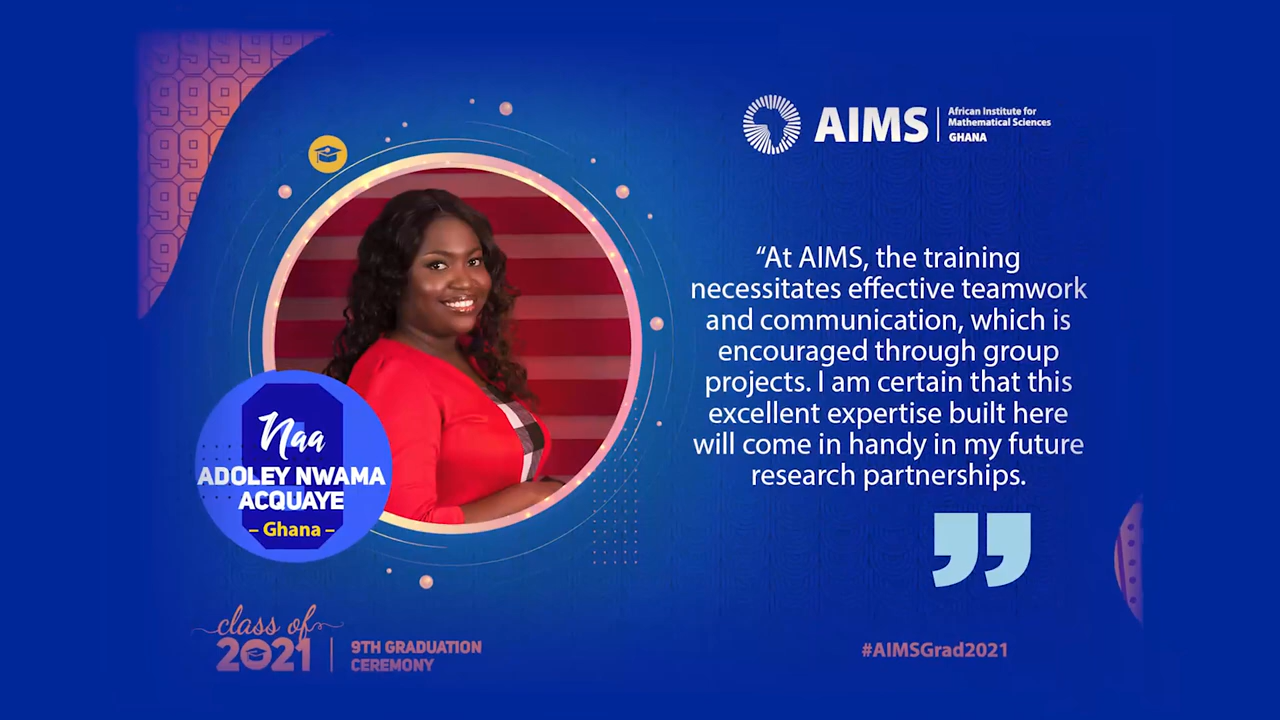 AIMS
African Institute for
Mathematical Sciences
GHANA
“At AIMS, the training
necessitates effective teamwork
and communication, which is
encouraged through group
projects. I am certain that this
excellent expertise built here
will come in handy in my future
research partnerships.
”
Naa
ADOLEY NWAMA
ACQUAYE
– Ghana –
class of
2021
9TH GRADUATION
CEREMONY
#AIMSGrad2021